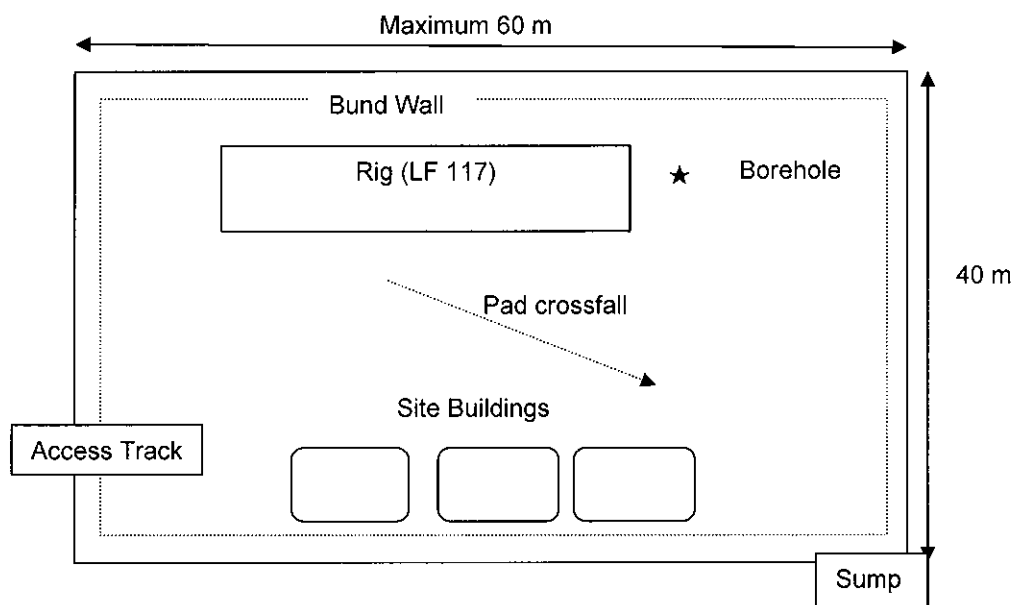 Maximum 60 m
Bund Wall
Rig (LF 117)
Borehole
40 m
Pad crossfall
Site Buildings
Access Track
Sump